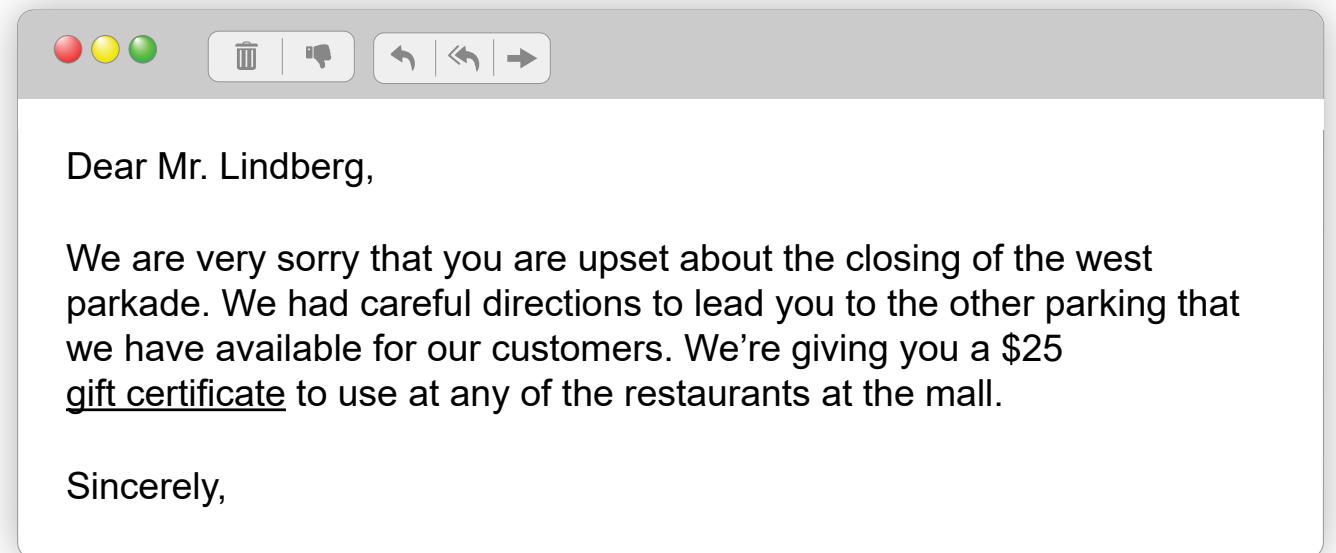 Dear Mr. Lindberg,
We are very sorry that you are upset about the closing of the west
parkade. We had careful directions to lead you to the other parking that
we have available for our customers. We’re giving you a $25
gift certificate to use at any of the restaurants at the mall.
Sincerely,